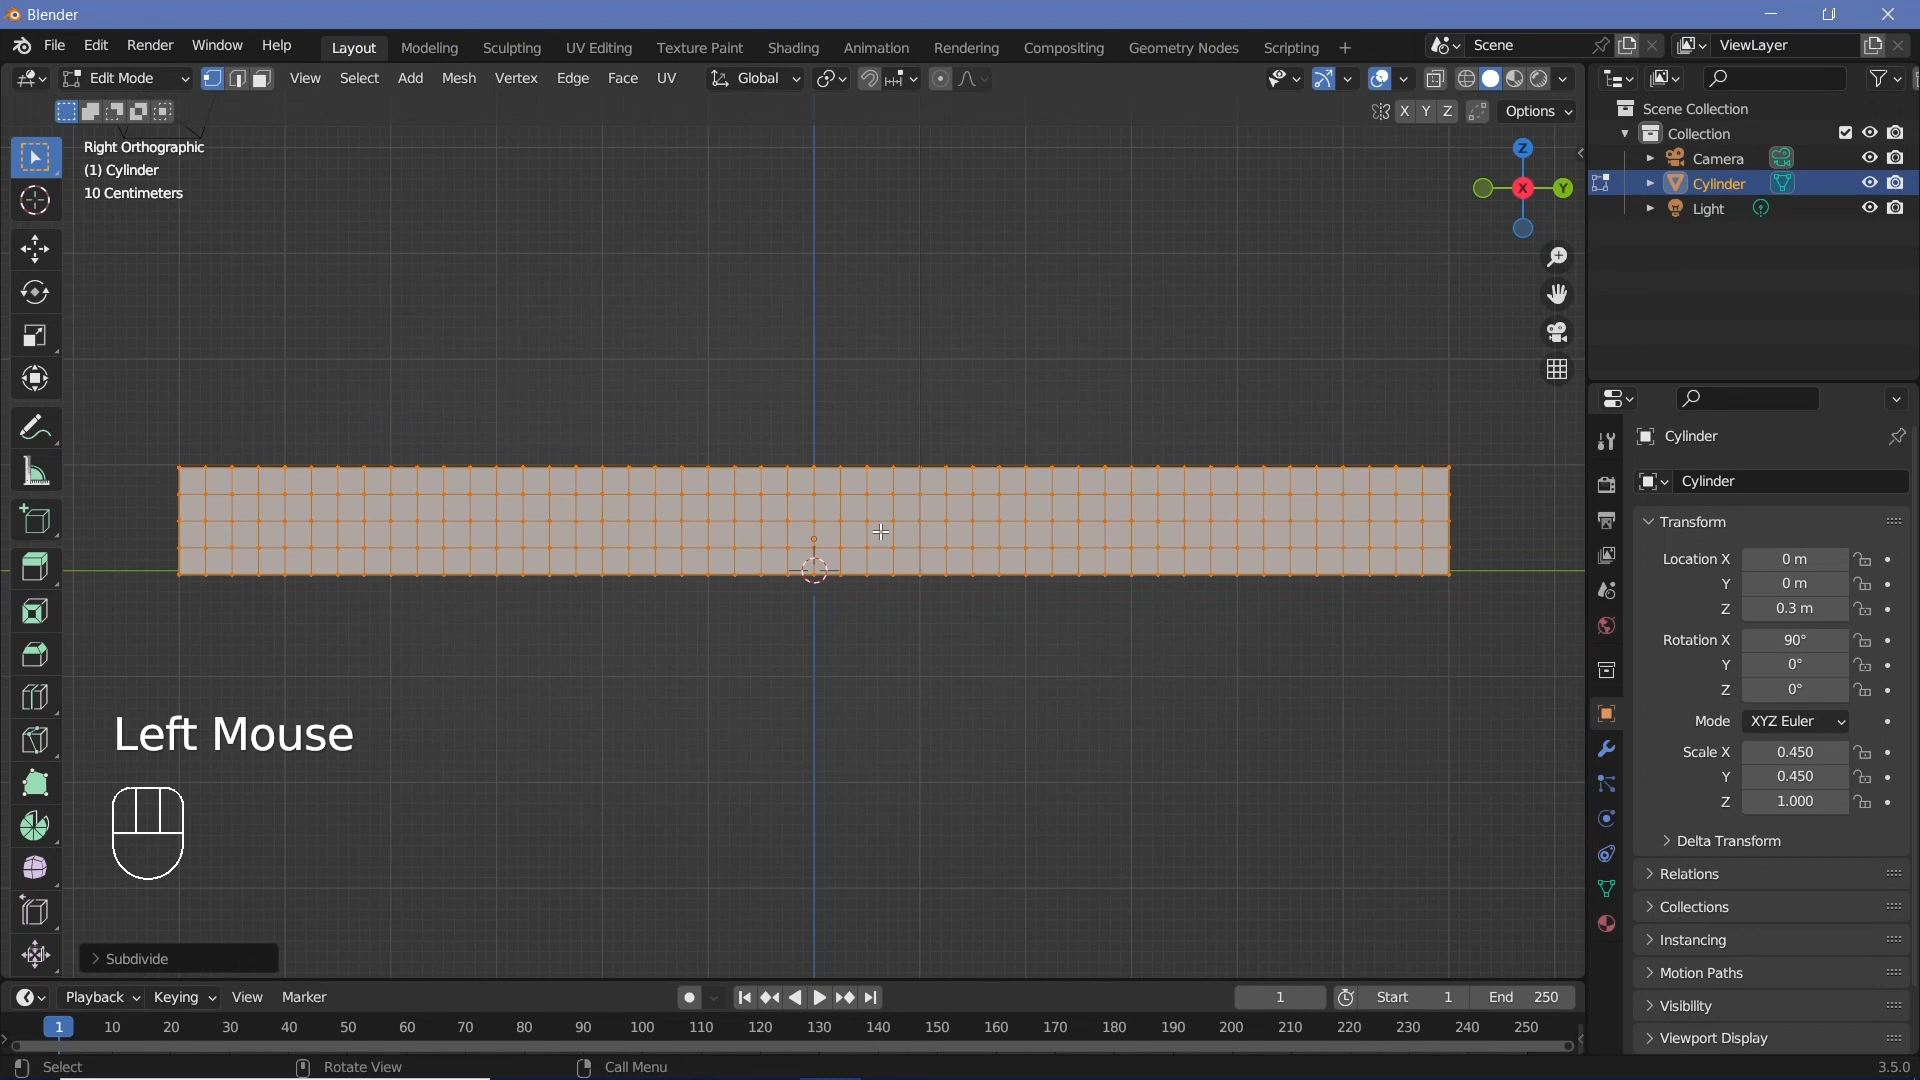 Blender
File Edit Render Window Help Layout Modeling Sculpting UV Editing Texture Paint Shading Animation Rendering Compositing Geometry Nodes Scripting + Scene ViewLayer
Edit Mode View Select Add Mesh Vertex Edge Face UV Global
X Y Z Options
Right Orthographic
(1) Cylinder
10 Centimeters
Z
X Y
Left Mouse
Subdivide
Scene Collection
Collection
Camera
Cylinder
Light
Cylinder
Cylinder
Transform
Location X 0 m
Y 0 m
Z 0.3 m
Rotation X 90°
Y 0°
Z 0°
Mode XYZ Euler
Scale X 0.450
Y 0.450
Z 1.000
Delta Transform
Relations
Collections
Instancing
Motion Paths
Visibility
Viewport Display
Playback Keying View Marker 1 Start 1 End 250
1 10 20 30 40 50 60 70 80 90 100 110 120 130 140 150 160 170 180 190 200 210 220 230 240 250
Select Rotate View Call Menu 3.5.0